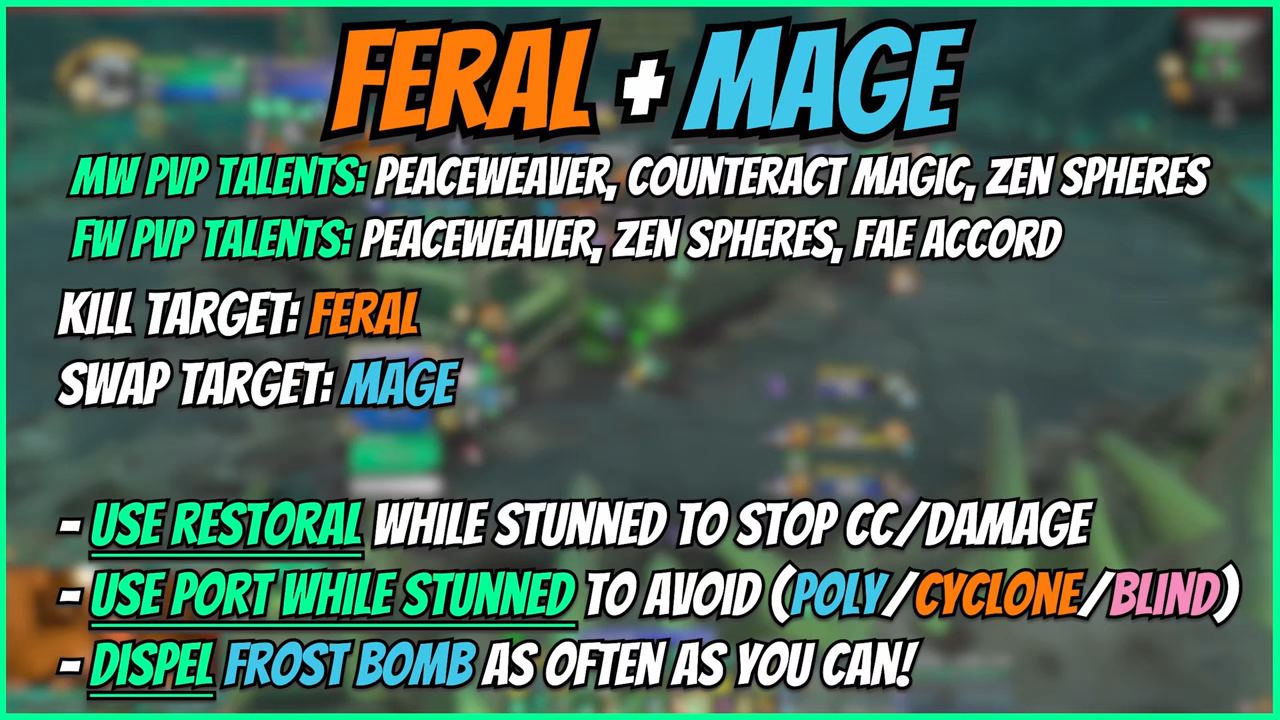 FERAL + MAGE
MW PVP TALENTS: PEACEWEAVER, COUNTERACT MAGIC, ZEN SPHERES
FW PVP TALENTS: PEACEWEAVER, ZEN SPHERES, FAE ACCORD
KILL TARGET: FERAL
SWAP TARGET: MAGE
- USE RESTORAL WHILE STUNNED TO STOP CC/DAMAGE
- USE PORT WHILE STUNNED TO AVOID (POLY/CYCLONE/BLIND)
- DISPEL FROST BOMB AS OFTEN AS YOU CAN!